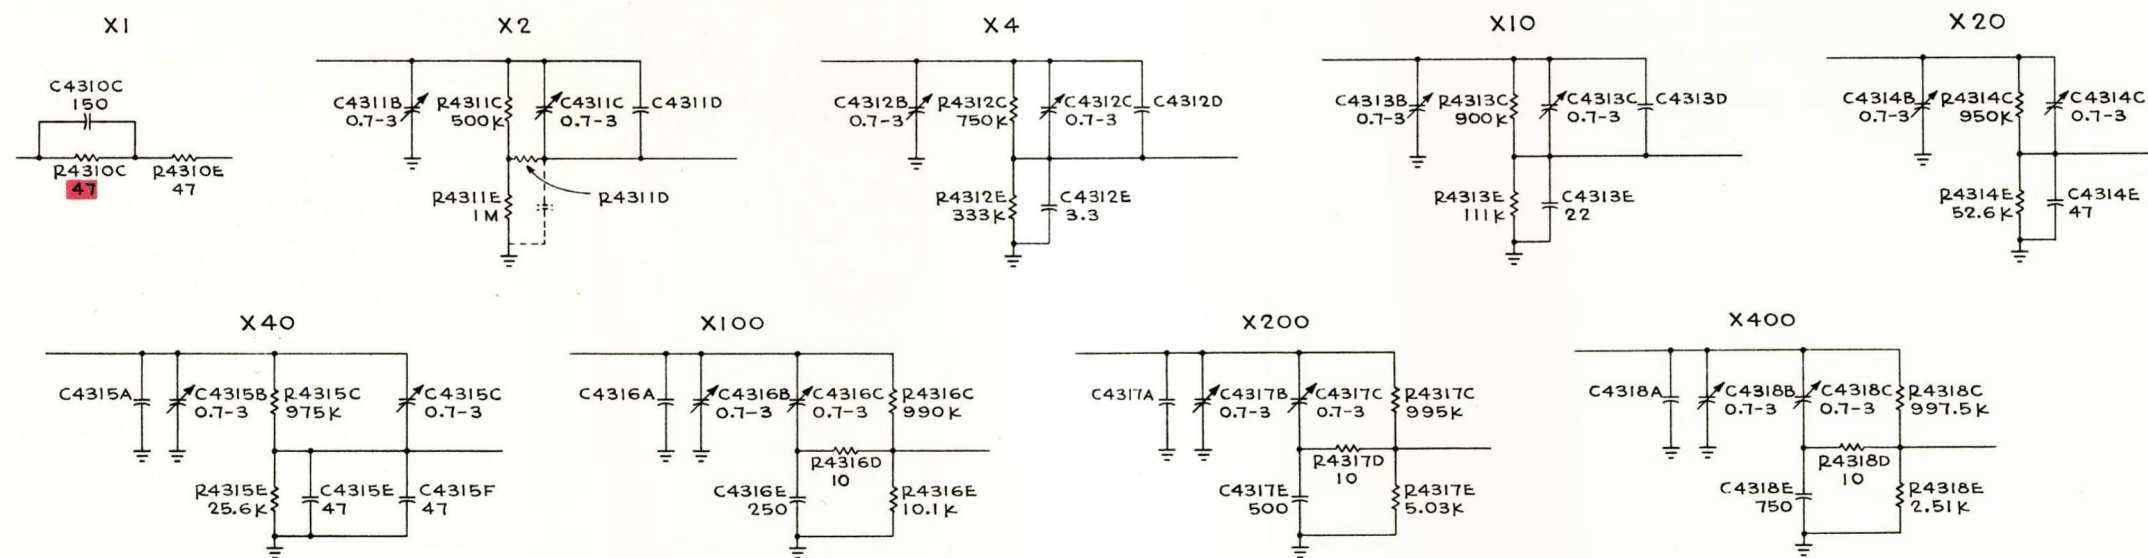 X1
C4310C
150
R4310C
47
R4310E
47
X2
C4311B
0.7-3
R4311C
500K
C4311C
0.7-3
C4311D
R4311E
1M
R4311D
X4
C4312B
0.7-3
R4312C
750K
C4312C
0.7-3
C4312D
R4312E
333K
C4312E
3.3
X10
C4313B
0.7-3
R4313C
900K
C4313C
0.7-3
C4313D
R4313E
111K
C4313E
22
X20
C4314B
0.7-3
R4314C
950K
C4314C
0.7-3
R4314E
52.6K
C4314E
47
X40
C4315A
C4315B
0.7-3
R4315C
975K
C4315C
0.7-3
R4315E
25.6K
C4315E
47
C4315F
47
X100
C4316A
C4316B
0.7-3
C4316C
0.7-3
R4316C
990K
R4316D
10
C4316E
250
R4316E
10.1K
X200
C4317A
C4317B
0.7-3
C4317C
0.7-3
R4317C
995K
R4317D
10
C4317E
500
R4317E
5.03K
X400
C4318A
C4318B
0.7-3
C4318C
0.7-3
R4318C
997.5K
R4318D
10
C4318E
750
R4318E
2.51K